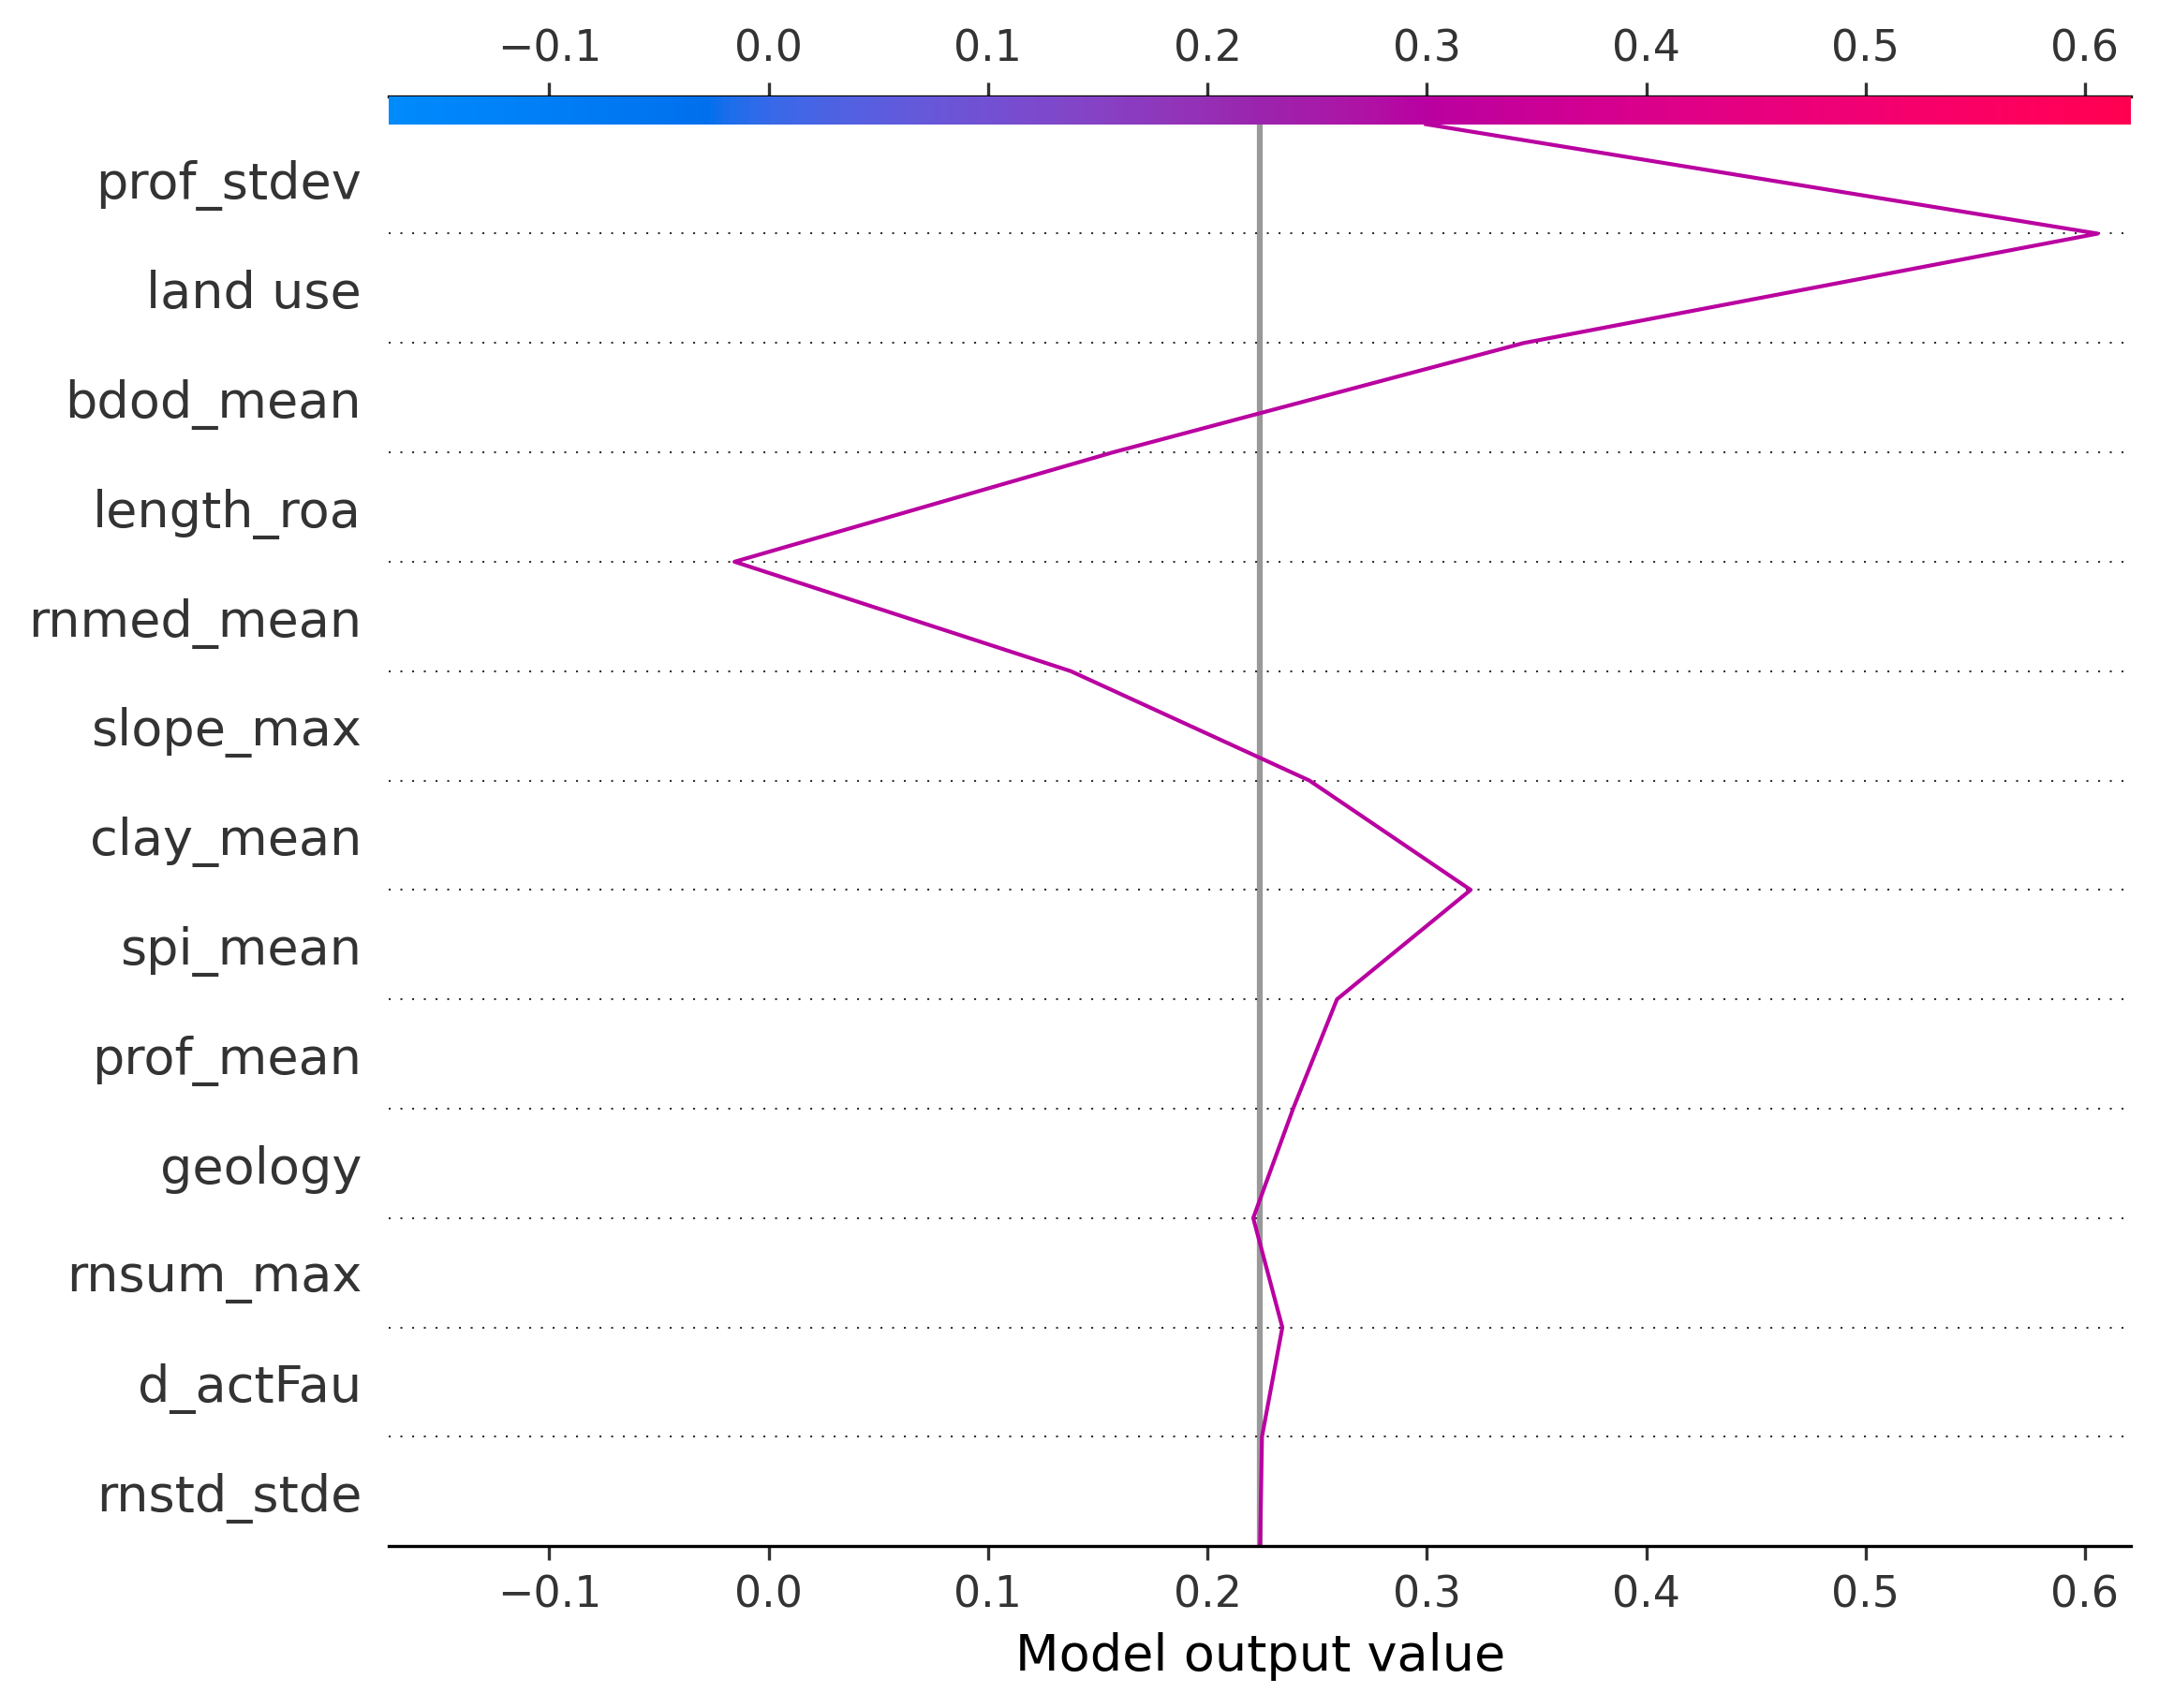 −0.1 0.0 0.1 0.2 0.3 0.4 0.5 0.6
prof_stdev
land use
bdod_mean
length_roa
rnmed_mean
slope_max
clay_mean
spi_mean
prof_mean
geology
rnsum_max
d_actFau
rnstd_stde
−0.1 0.0 0.1 0.2 0.3 0.4 0.5 0.6
Model output value